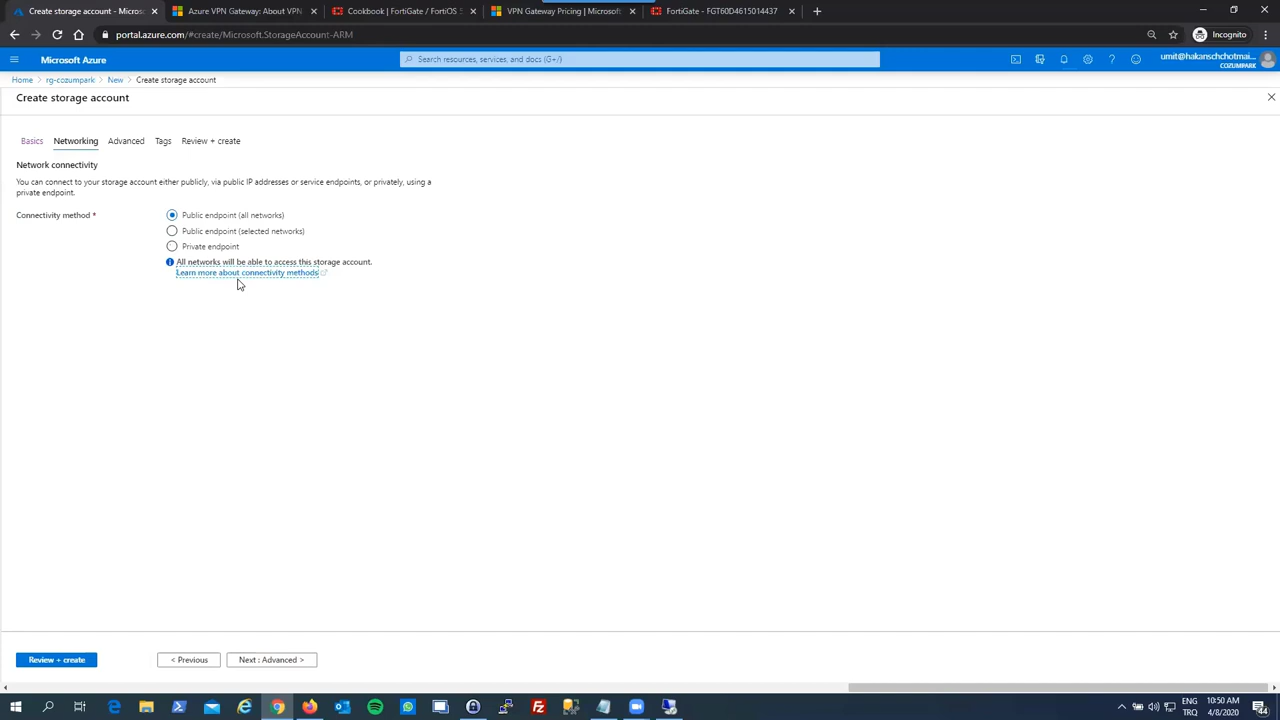 Create storage account - Microso
Azure VPN Gateway: About VPN
Cookbook | FortiGate / FortiOS
VPN Gateway Pricing | Microsoft
FortiGate - FGT60D4615014437
portal.azure.com/#create/Microsoft.StorageAccount-ARM
Incognito
Microsoft Azure
Search resources, services, and docs (G+/)
umit@hakanschotmai...
COZUMPARK
Home > rg-cozumpark > New > Create storage account
Create storage account
Basics Networking Advanced Tags Review + create
Network connectivity
You can connect to your storage account either publicly, via public IP addresses or service endpoints, or privately, using a
private endpoint.
Connectivity method *
Public endpoint (all networks)
Public endpoint (selected networks)
Private endpoint
All networks will be able to access this storage account.
Learn more about connectivity methods
Review + create
< Previous
Next : Advanced >
ENG
TRQ
10:50 AM
4/8/2020